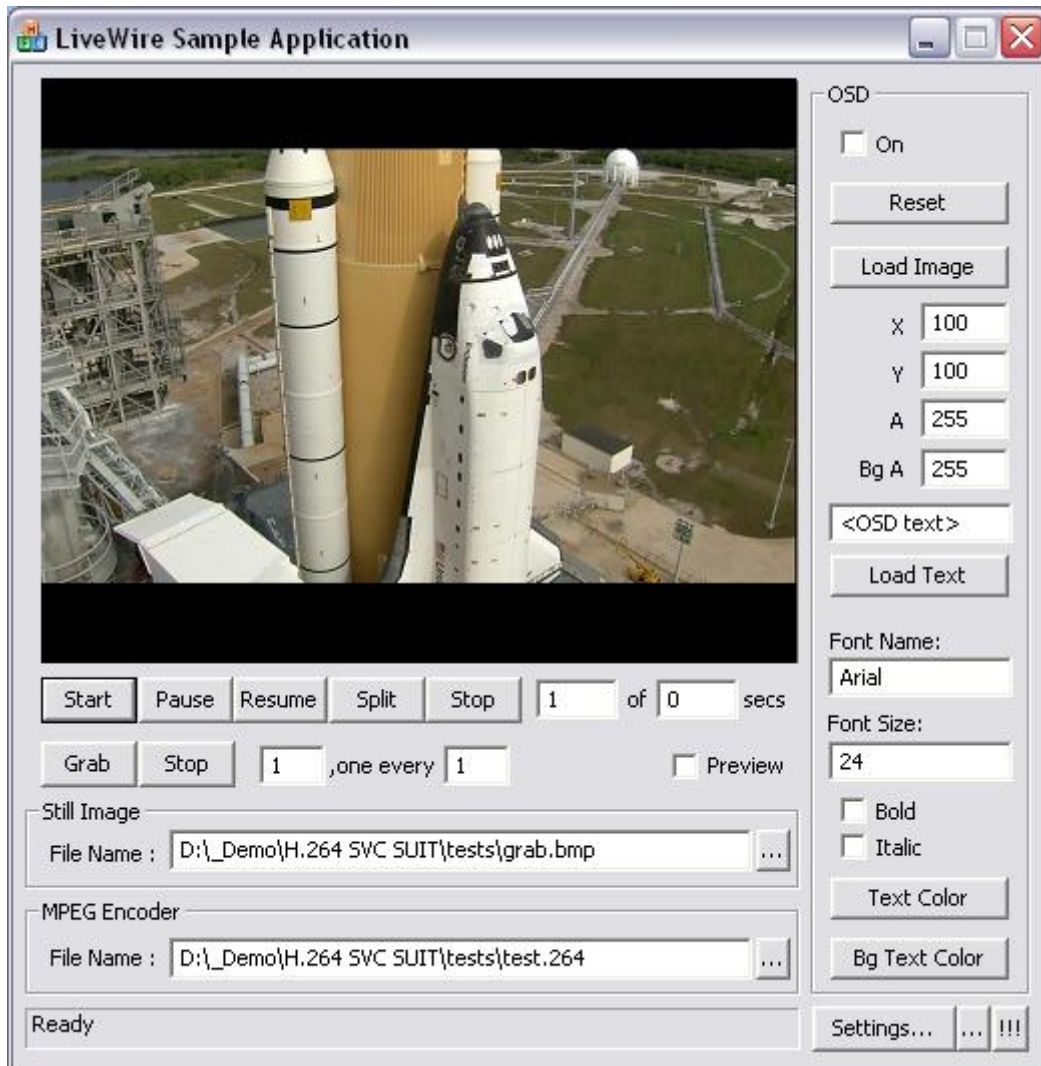 LiveWire Sample Application
OSD
On
Reset
Load Image
X 100
Y 100
A 255
Bg A 255
<OSD text>
Load Text
Font Name:
Arial
Font Size:
24
Bold
Italic
Text Color
Bg Text Color
Start Pause Resume Split Stop 1 of 0 secs
Grab Stop 1 ,one every 1 Preview
Still Image
File Name : D:\_Demo\H.264 SVC SUIT\tests\grab.bmp ...
MPEG Encoder
File Name : D:\_Demo\H.264 SVC SUIT\tests\test.264 ...
Ready
Settings... ... !!!